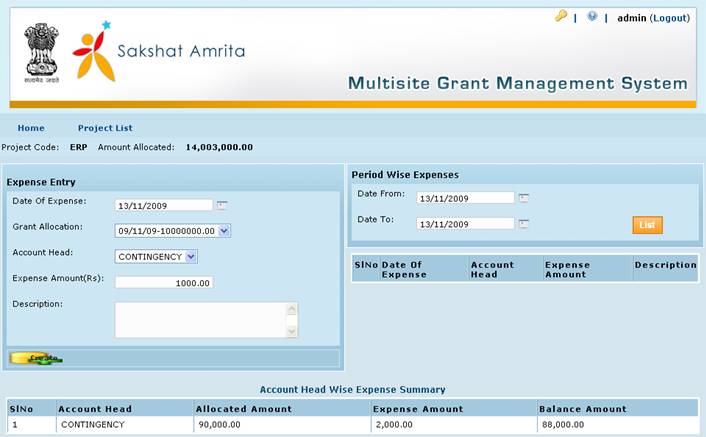 admin (Logout)
सत्यमेव जयते
Sakshat Amrita
Multisite Grant Management System
Home Project List
Project Code: ERP Amount Allocated: 14,003,000.00
Expense Entry
Date Of Expense: 13/11/2009
Grant Allocation: 09/11/09-10000000.00
Account Head: CONTINGENCY
Expense Amount(Rs): 1000.00
Description:
Create
Period Wise Expenses
Date From: 13/11/2009
Date To: 13/11/2009 List
SlNo Date Of Expense Account Head Expense Amount Description
Account Head Wise Expense Summary
SlNo Account Head Allocated Amount Expense Amount Balance Amount
1 CONTINGENCY 90,000.00 2,000.00 88,000.00